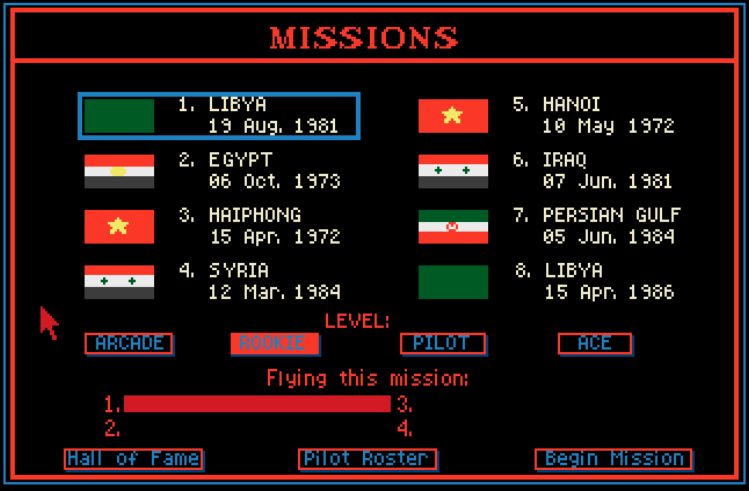 MISSIONS
1. LIBYA
19 Aug. 1981
2. EGYPT
06 Oct. 1973
3. HAIPHONG
15 Apr. 1972
4. SYRIA
12 Mar. 1984
5. HANOI
10 May 1972
6. IRAQ
07 Jun. 1981
7. PERSIAN GULF
05 Jun. 1984
8. LIBYA
15 Apr. 1986
LEVEL:
ARCADE ROOKIE PILOT ACE
Flying this mission:
1. 3.
2. 4.
Hall of Fame Pilot Roster Begin Mission